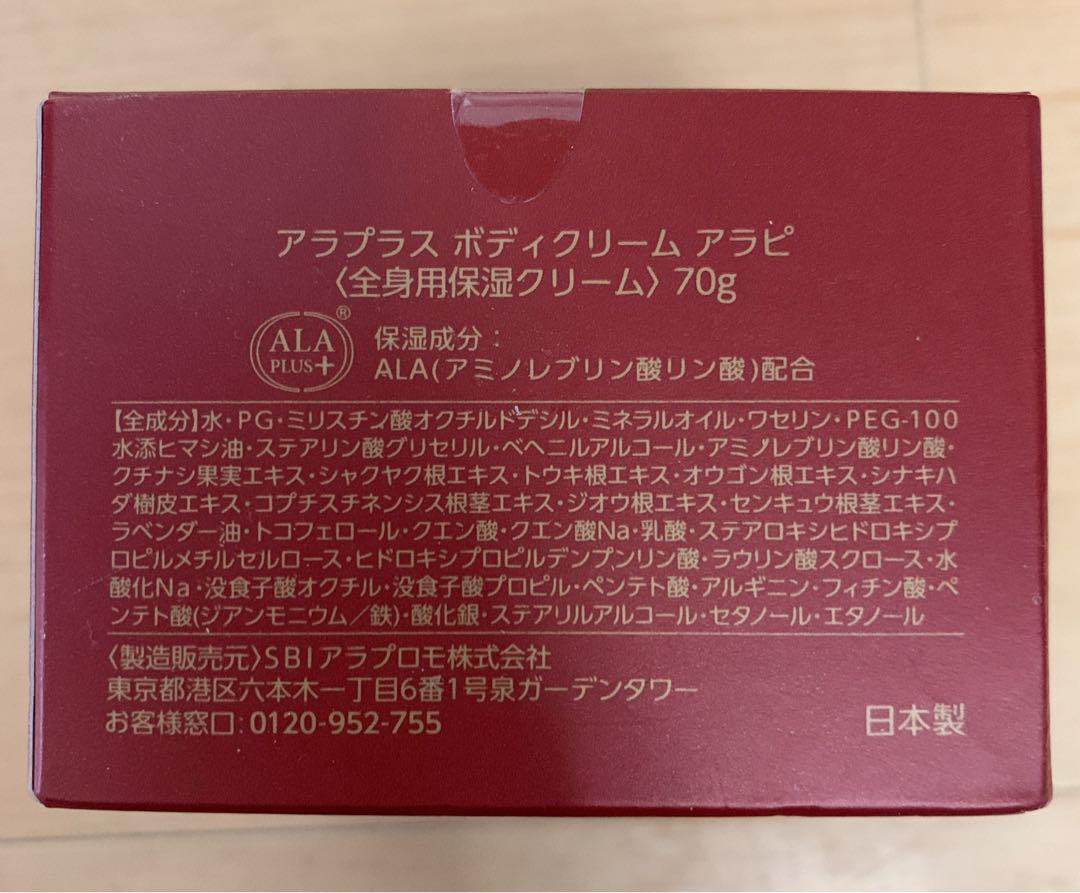 アラプラス ボディクリーム アラピ
〈全身用保湿クリーム〉70g
ALA PLUS+ ®
保湿成分：
ALA(アミノレブリン酸リン酸)配合
【全成分】水・PG・ミリスチン酸オクチルドデシル・ミネラルオイル・ワセリン・PEG-100
水添ヒマシ油・ステアリン酸グリセリル・ベヘニルアルコール・アミノレブリン酸リン酸・
クチナシ果実エキス・シャクヤク根エキス・トウキ根エキス・オウゴン根エキス・シナキハ
ダ樹皮エキス・コプチスチネンシス根茎エキス・ジオウ根エキス・センキュウ根茎エキス・
ラベンダー油・トコフェロール・クエン酸・クエン酸Na・乳酸・ステアロキシヒドロキシプ
ロピルメチルセルロース・ヒドロキシプロピルデンプンリン酸・ラウリン酸スクロース・水
酸化Na・没食子酸オクチル・没食子酸プロピル・ペンテト酸・アルギニン・フィチン酸・ペ
ンテト酸(ジアンモニウム／鉄)・酸化銀・ステアリルアルコール・セタノール・エタノール
〈製造販売元〉SBIアラプロモ株式会社
東京都港区六本木一丁目6番1号泉ガーデンタワー
お客様窓口：0120-952-755
日本製